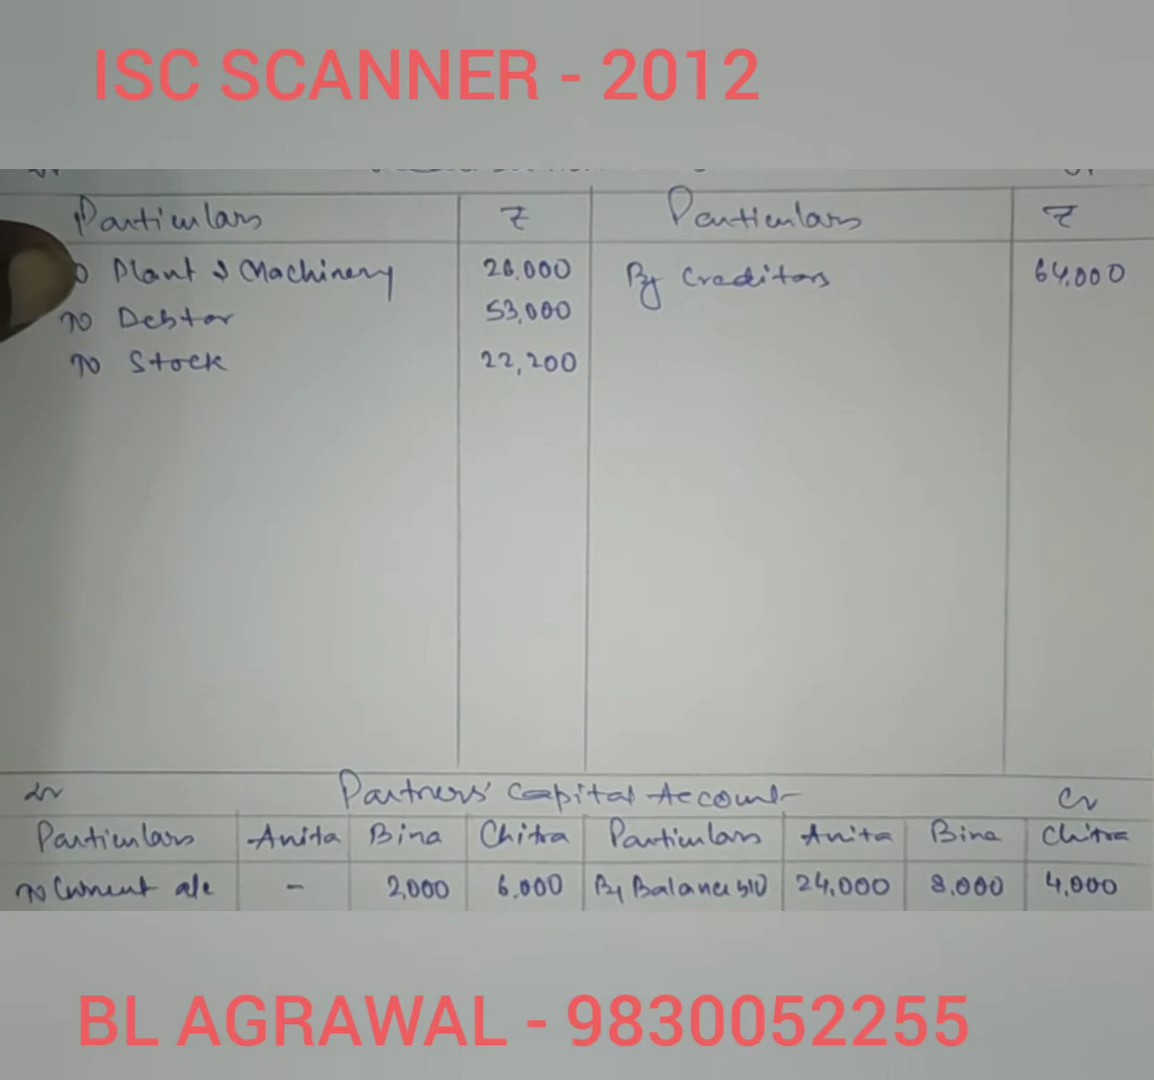 ISC SCANNER - 2012
Particulars ₹ Particulars ₹
Plant & Machinery 26,000 By Creditors 64,000
To Debtor 53,000
To Stock 22,200
Dr Partners' Capital Account Cr
Particulars Anita Bina Chitra Particulars Anita Bina Chitra
To Current a/c - 2,000 6,000 By Balance b/d 24,000 8,000 4,000
BL AGRAWAL - 9830052255